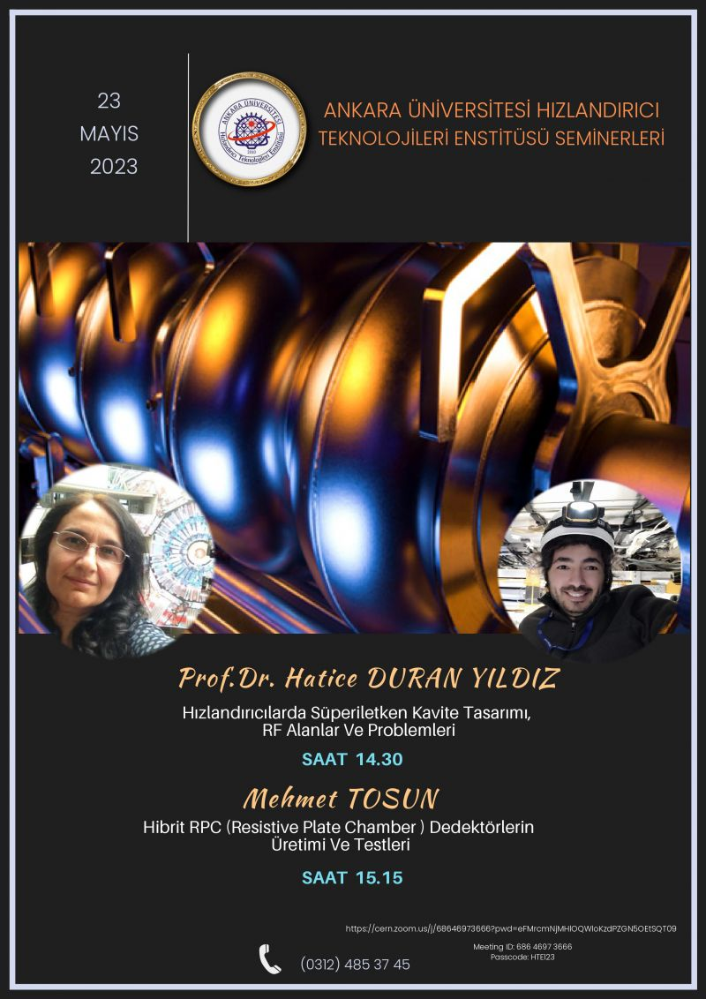 23
MAYIS
2023
ANKARA ÜNİVERSİTESİ
Hızlandırıcı Teknolojileri Enstitüsü
2010
ANKARA ÜNİVERSİTESİ HIZLANDIRICI
TEKNOLOJİLERİ ENSTİTÜSÜ SEMİNERLERİ
Prof.Dr. Hatice DURAN YILDIZ
Hızlandırıcılarda Süperiletken Kavite Tasarımı,
RF Alanlar Ve Problemleri
SAAT 14.30
Mehmet TOSUN
Hibrit RPC (Resistive Plate Chamber ) Dedektörlerin
Üretimi Ve Testleri
SAAT 15.15
https://cern.zoom.us/j/68646973666?pwd=eFMrcmNjMHlOQWloKzdPZGN5OEtSQT09
Meeting ID: 686 4697 3666
Passcode: HTE123
(0312) 485 37 45